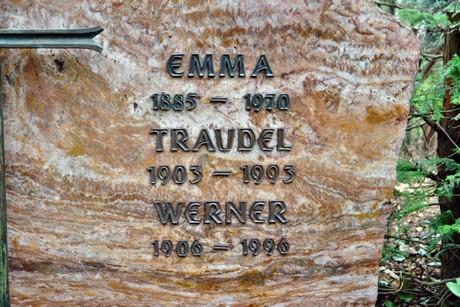 EMMA
1885 – 1970
TRAUDEL
1903 – 1993
WERNER
1906 – 1996